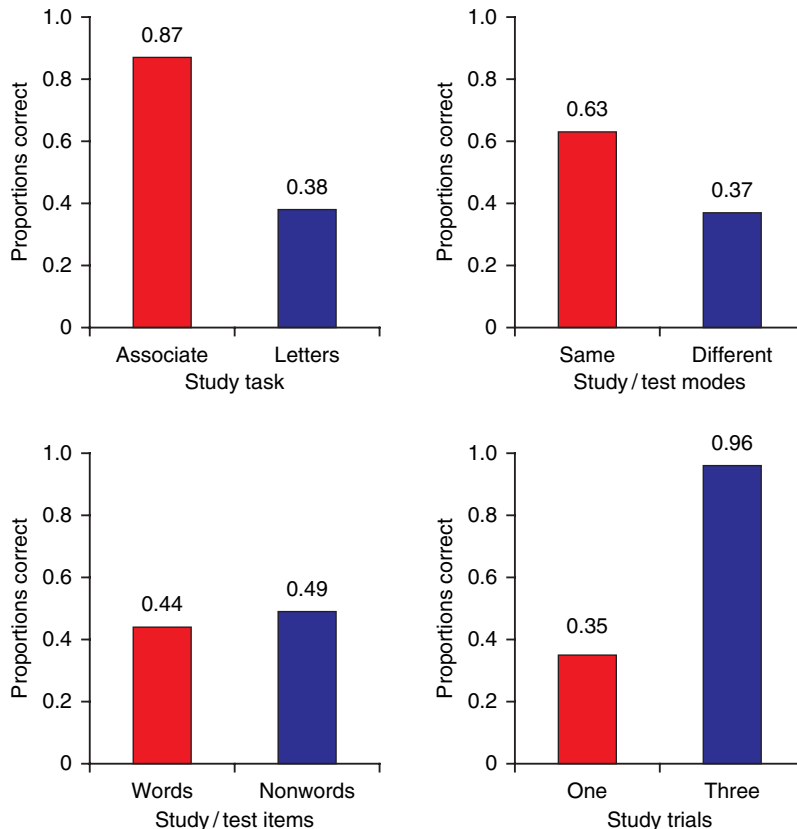 1.0
0.87
0.8
0.6
0.38
0.4
0.2
0
Proportions correct
Associate Letters
Study task
1.0
0.8
0.63
0.6
0.37
0.4
0.2
0
Proportions correct
Same Different
Study / test modes
1.0
0.8
0.6
0.49
0.44
0.4
0.2
0
Proportions correct
Words Nonwords
Study / test items
0.96
1.0
0.8
0.6
0.4
0.35
0.2
0
Proportions correct
One Three
Study trials